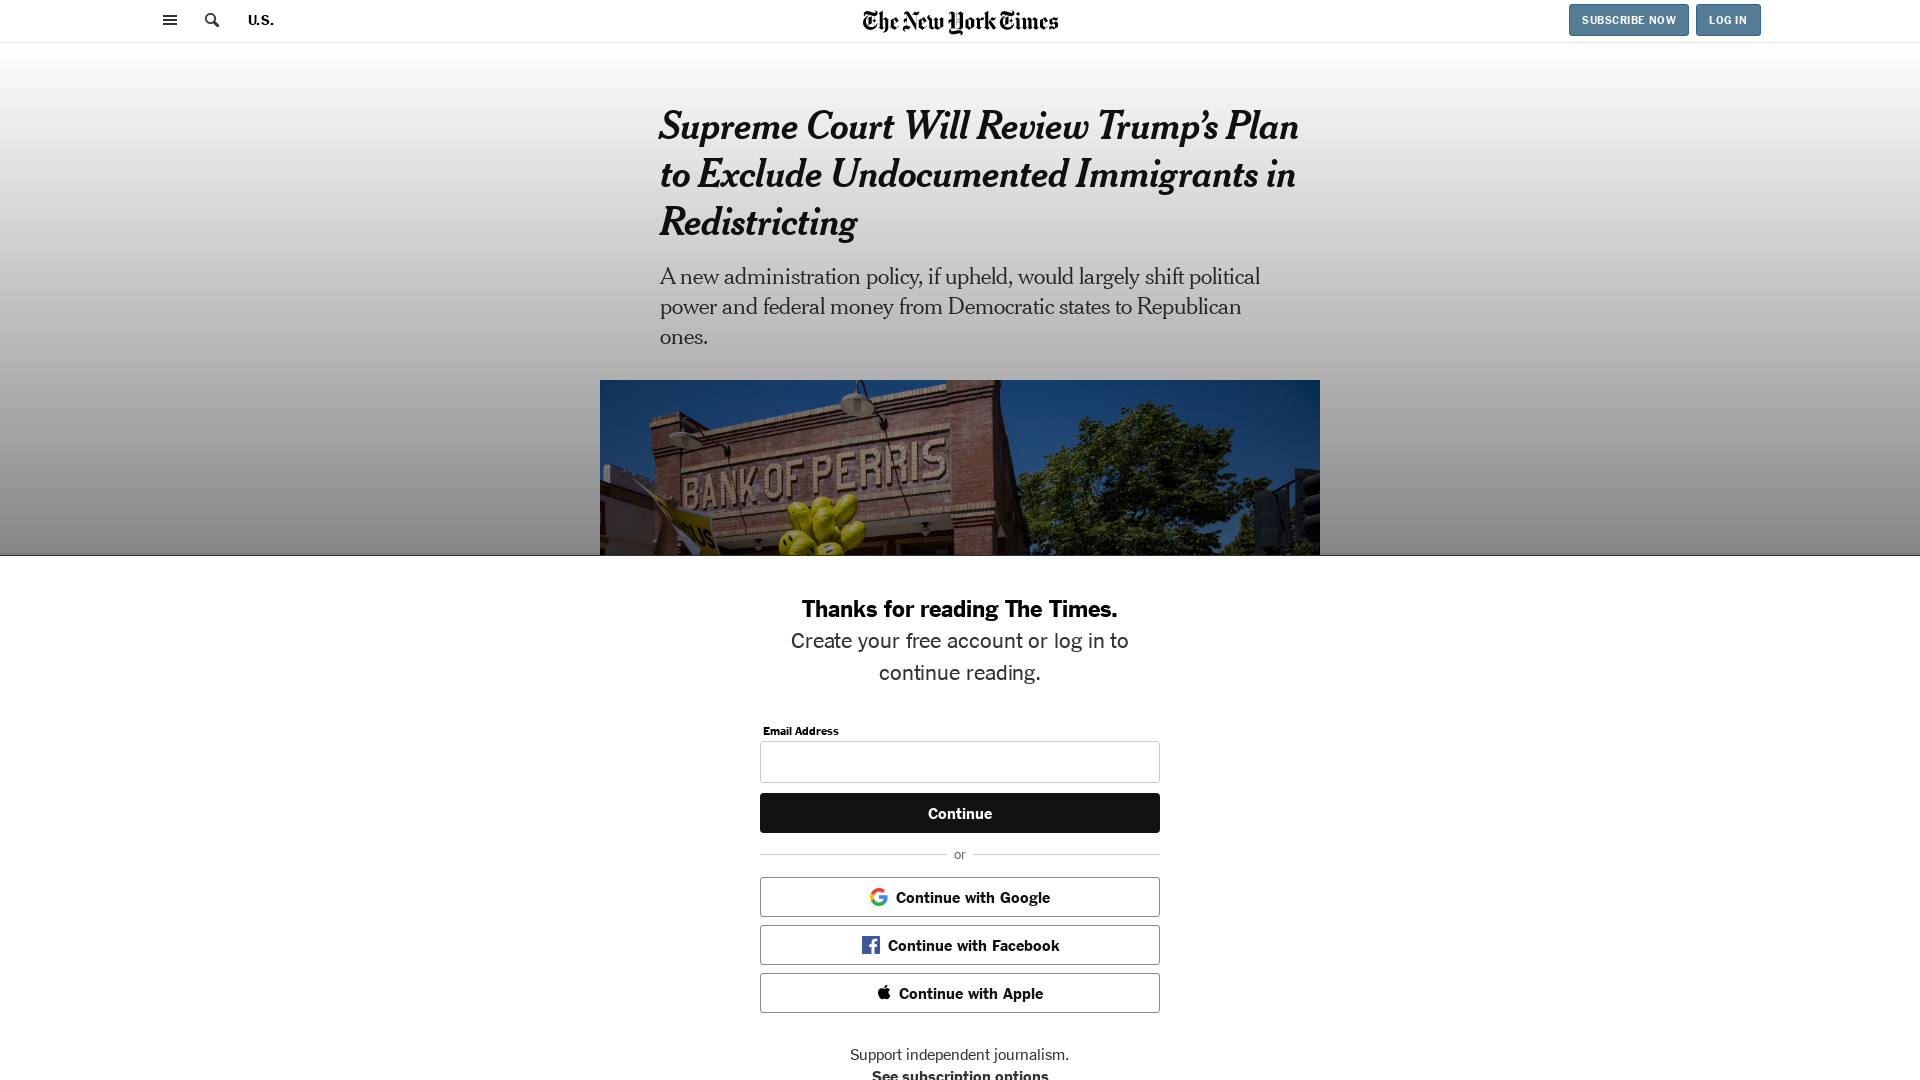 U.S.
The New York Times
SUBSCRIBE NOW
LOG IN
Supreme Court Will Review Trump’s Plan
to Exclude Undocumented Immigrants in
Redistricting
A new administration policy, if upheld, would largely shift political
power and federal money from Democratic states to Republican
ones.
BANK OF PERRIS
Thanks for reading The Times.
Create your free account or log in to
continue reading.
Email Address
Continue
or
Continue with Google
Continue with Facebook
Continue with Apple
Support independent journalism.
See subscription options